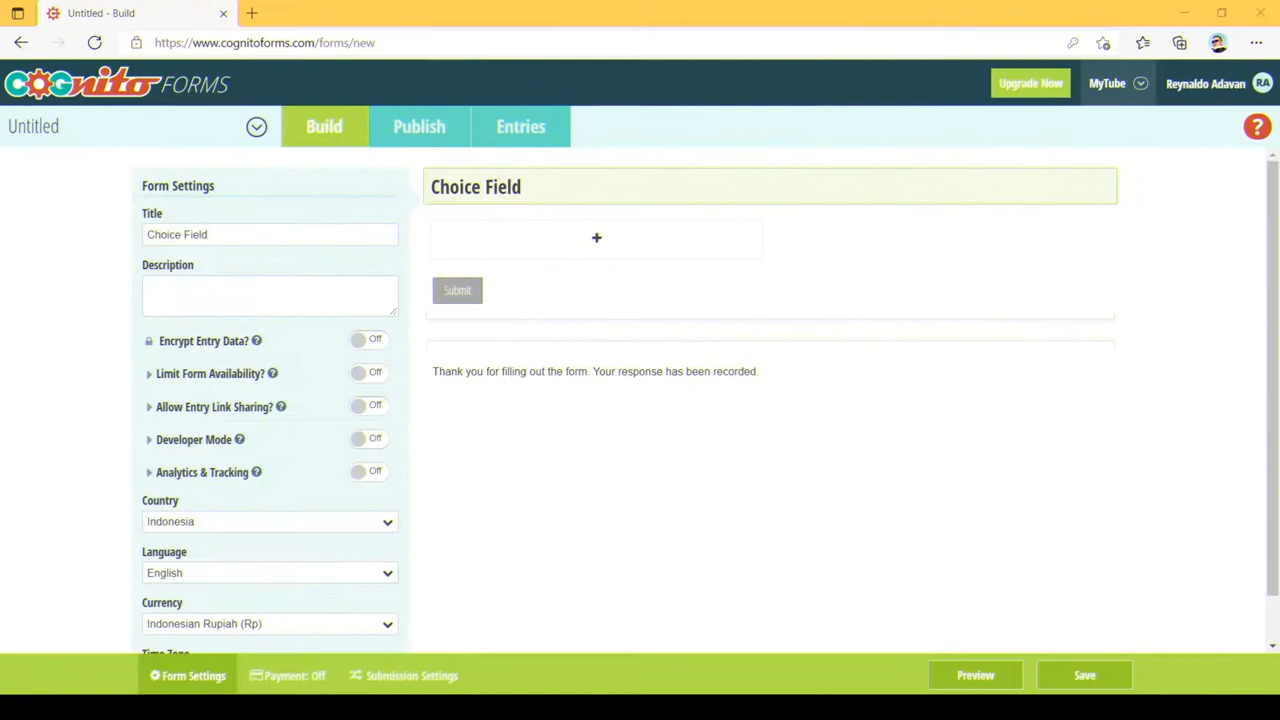 Untitled - Build
https://www.cognitoforms.com/forms/new
COGnito FORMS
Upgrade Now
MyTube
Reynaldo Adavan
RA
Untitled
Build
Publish
Entries
?
Form Settings
Title
Choice Field
Description
Encrypt Entry Data?
Off
Limit Form Availability?
Off
Allow Entry Link Sharing?
Off
Developer Mode
Off
Analytics & Tracking
Off
Country
Indonesia
Language
English
Currency
Indonesian Rupiah (Rp)
Time Zone
Choice Field
+
Submit
Thank you for filling out the form. Your response has been recorded.
Form Settings
Payment: Off
Submission Settings
Preview
Save